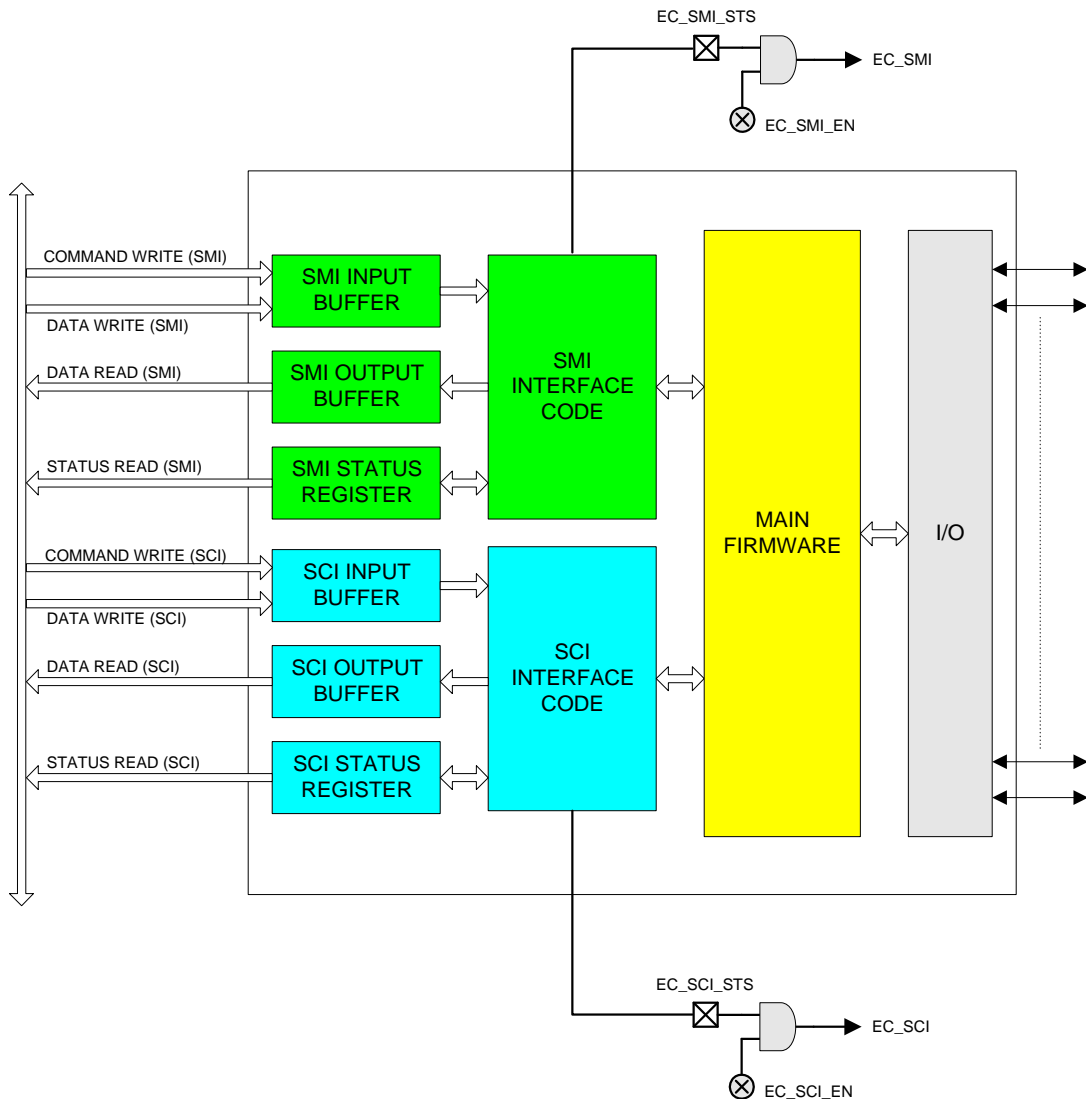 EC_SMI_STS
EC_SMI
EC_SMI_EN
COMMAND WRITE (SMI)
DATA WRITE (SMI)
DATA READ (SMI)
STATUS READ (SMI)
COMMAND WRITE (SCI)
DATA WRITE (SCI)
DATA READ (SCI)
STATUS READ (SCI)
SMI INPUT
BUFFER
SMI OUTPUT
BUFFER
SMI STATUS
REGISTER
SCI INPUT
BUFFER
SCI OUTPUT
BUFFER
SCI STATUS
REGISTER
SMI
INTERFACE
CODE
SCI
INTERFACE
CODE
MAIN
FIRMWARE
I/O
EC_SCI_STS
EC_SCI
EC_SCI_EN